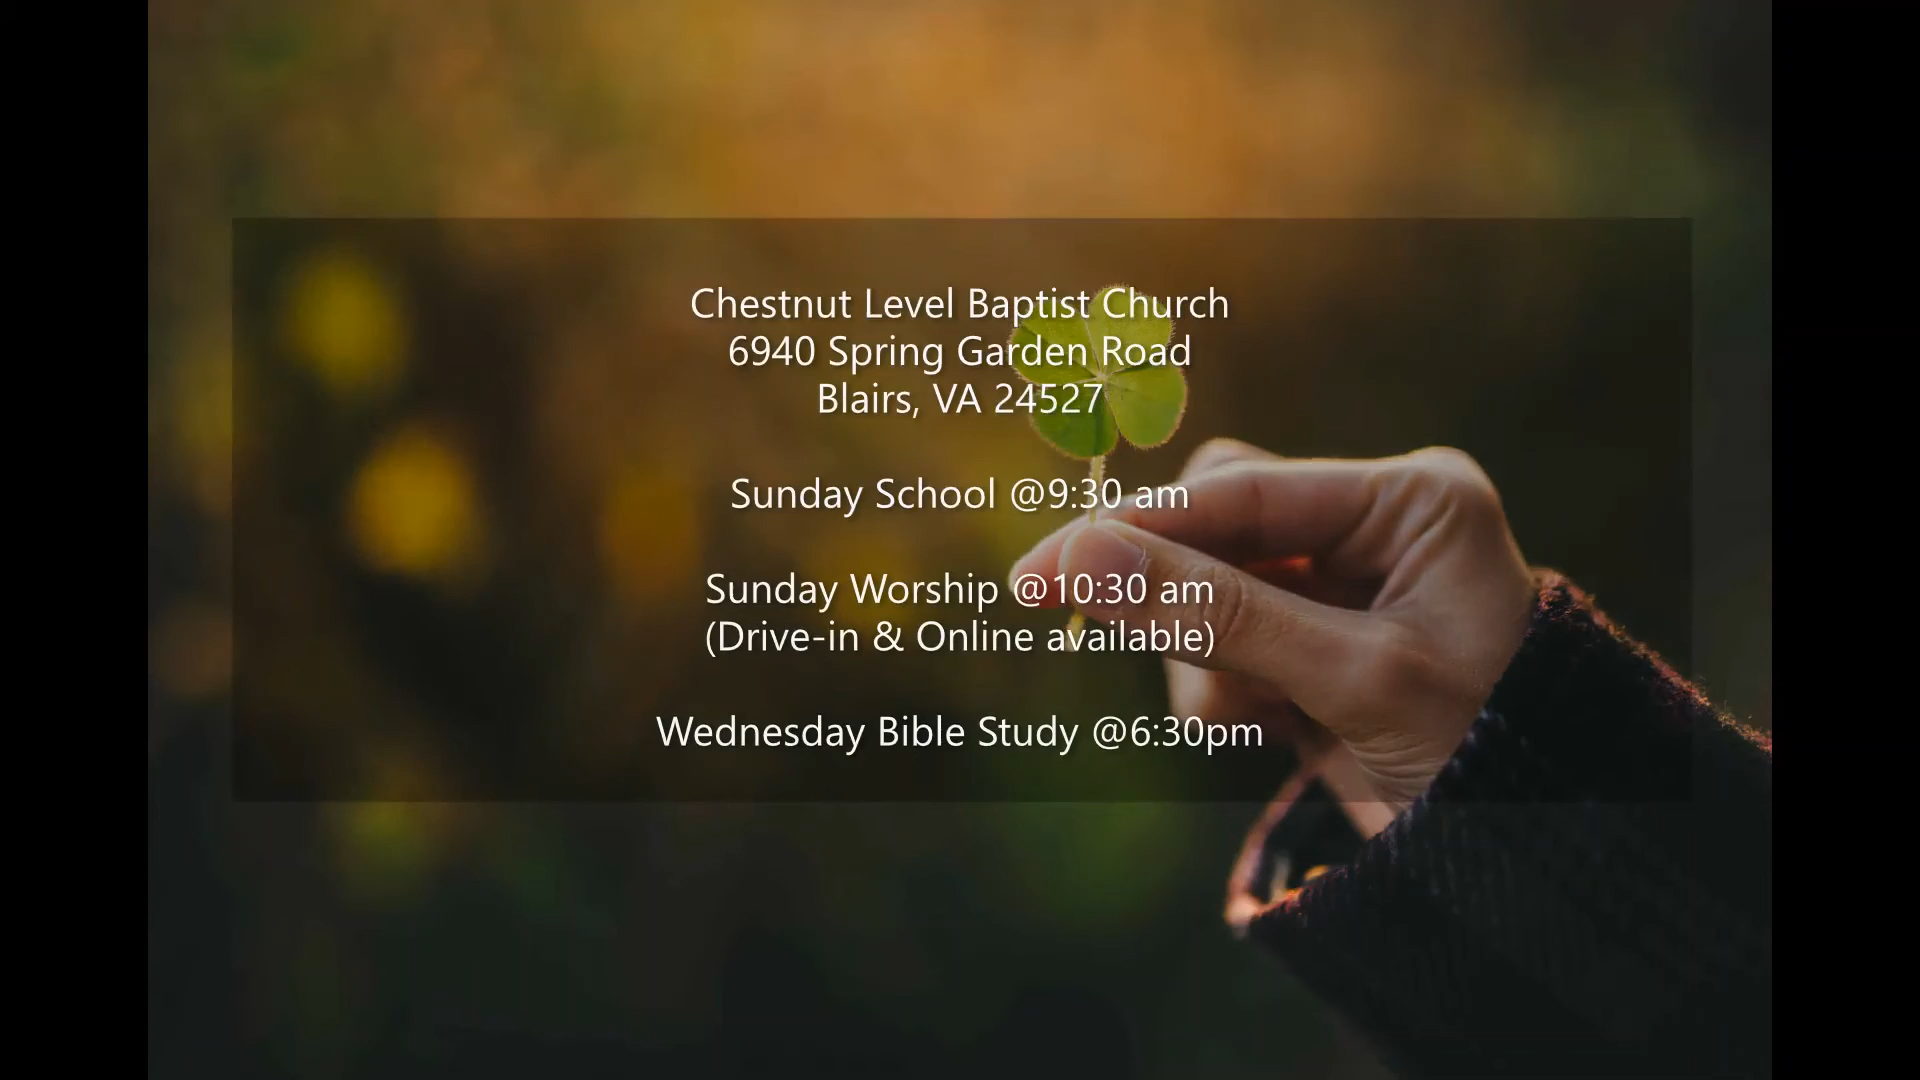 Chestnut Level Baptist Church
6940 Spring Garden Road
Blairs, VA 24527
Sunday School @9:30 am
Sunday Worship @10:30 am
(Drive-in & Online available)
Wednesday Bible Study @6:30pm